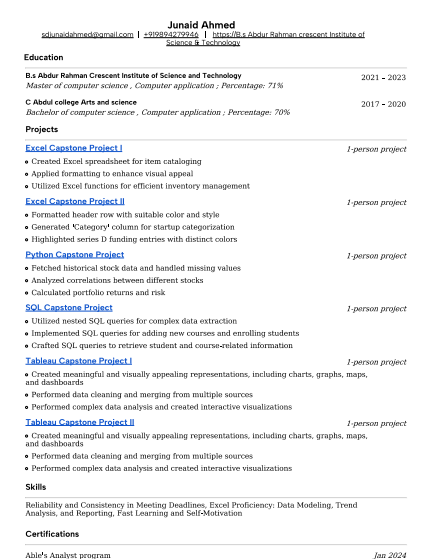 Junaid Ahmed
sdjunaidahmed@gmail.com | +919894279946 | https://B.s Abdur Rahman crescent Institute of
Science & Technology
Education
B.s Abdur Rahman Crescent Institute of Science and Technology 2021 – 2023
Master of computer science , Computer application ; Percentage: 71%
C Abdul college Arts and science 2017 – 2020
Bachelor of computer science , Computer application ; Percentage: 70%
Projects
Excel Capstone Project I 1-person project
Created Excel spreadsheet for item cataloging
Applied formatting to enhance visual appeal
Utilized Excel functions for efficient inventory management
Excel Capstone Project II 1-person project
Formatted header row with suitable color and style
Generated 'Category' column for startup categorization
Highlighted series D funding entries with distinct colors
Python Capstone Project 1-person project
Fetched historical stock data and handled missing values
Analyzed correlations between different stocks
Calculated portfolio returns and risk
SQL Capstone Project 1-person project
Utilized nested SQL queries for complex data extraction
Implemented SQL queries for adding new courses and enrolling students
Crafted SQL queries to retrieve student and course-related information
Tableau Capstone Project I 1-person project
Created meaningful and visually appealing representations, including charts, graphs, maps,
and dashboards
Performed data cleaning and merging from multiple sources
Performed complex data analysis and created interactive visualizations
Tableau Capstone Project II 1-person project
Created meaningful and visually appealing representations, including charts, graphs, maps,
and dashboards
Performed data cleaning and merging from multiple sources
Performed complex data analysis and created interactive visualizations
Skills
Reliability and Consistency in Meeting Deadlines, Excel Proficiency: Data Modeling, Trend
Analysis, and Reporting, Fast Learning and Self-Motivation
Certifications
Able's Analyst program Jan 2024